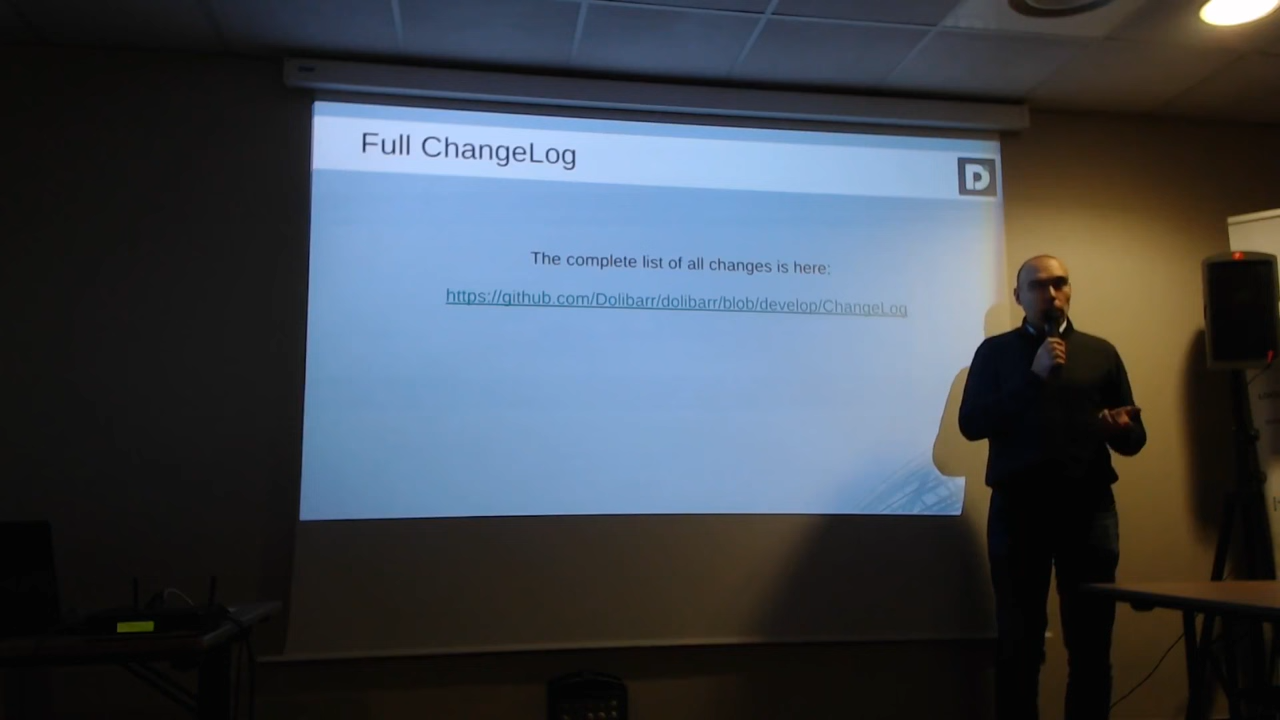 Full ChangeLog
The complete list of all changes is here:
https://github.com/Dolibarr/dolibarr/blob/develop/ChangeLog